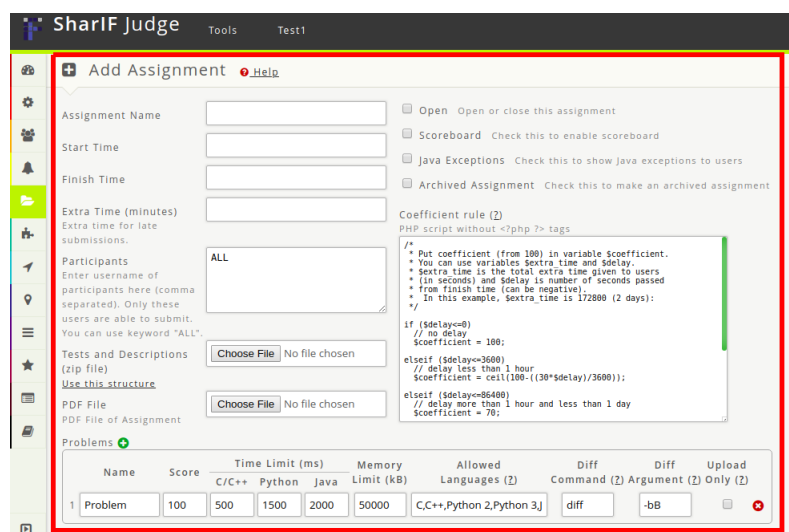 SharIF Judge
Tools
Test1
Add Assignment
Help
Assignment Name
Start Time
Finish Time
Extra Time (minutes)
Extra time for late
submissions.
Participants
Enter username of
participants here (comma
separated). Only these
users are able to submit.
You can use keyword "ALL".
ALL
Tests and Descriptions
(zip file)
Use this structure
Choose File No file chosen
PDF File
PDF File of Assignment
Choose File No file chosen
Open Open or close this assignment
Scoreboard Check this to enable scoreboard
Java Exceptions Check this to show Java exceptions to users
Archived Assignment Check this to make an archived assignment
Coefficient rule (?)
PHP script without <?php ?> tags
/*
* Put coefficient (from 100) in variable $coefficient.
* You can use variables $extra_time and $delay.
* $extra_time is the total extra time given to users
* (in seconds) and $delay is number of seconds passed
* from finish time (can be negative).
* In this example, $extra_time is 172800 (2 days):
*/
if ($delay<=0)
// no delay
$coefficient = 100;
elseif ($delay<=3600)
// delay less than 1 hour
$coefficient = ceil(100-((30*$delay)/3600));
elseif ($delay<=86400)
// delay more than 1 hour and less than 1 day
$coefficient = 70;
Problems
Name Score Time Limit (ms) Memory Limit (kB) Allowed Languages (?) Diff Command (?) Diff Argument (?) Upload Only (?)
C/C++ Python Java
1 Problem 100 500 1500 2000 50000 C,C++,Python 2,Python 3,J diff -bB